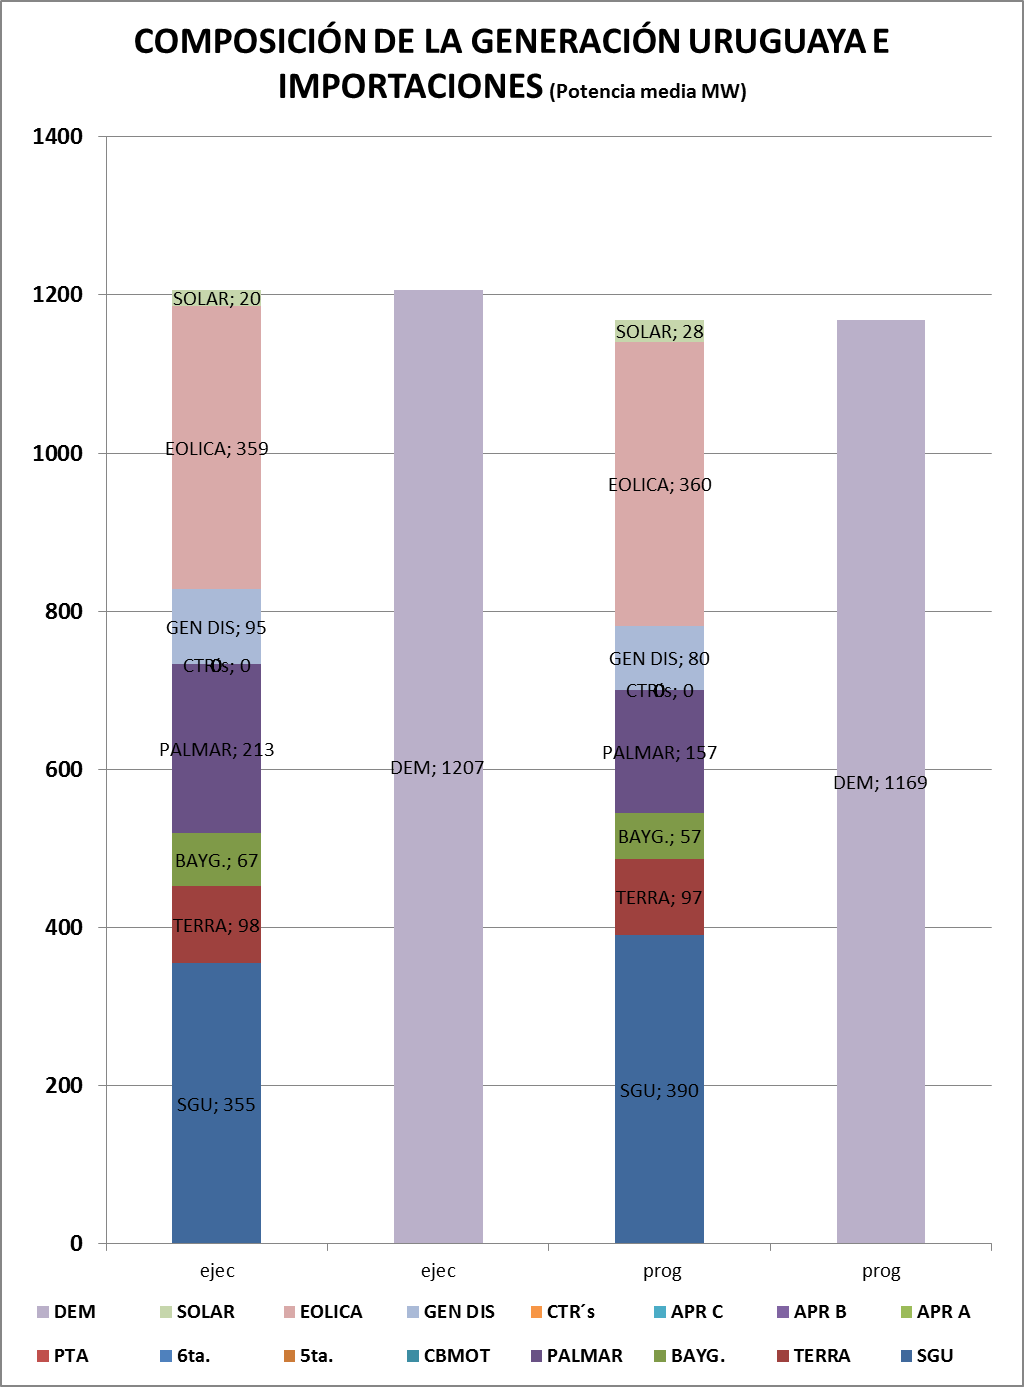 COMPOSICIÓN DE LA GENERACIÓN URUGUAYA E
IMPORTACIONES (Potencia media MW)
1400
1200
1000
800
600
400
200
0
SOLAR; 20
EOLICA; 359
GEN DIS; 95
CTR´s; 0
0
PALMAR; 213
BAYG.; 67
TERRA; 98
SGU; 355
DEM; 1207
SOLAR; 28
EOLICA; 360
GEN DIS; 80
CTR´s; 0
0
PALMAR; 157
BAYG.; 57
TERRA; 97
SGU; 390
DEM; 1169
ejec ejec prog prog
DEM SOLAR EOLICA GEN DIS CTR´s APR C APR B APR A
PTA 6ta. 5ta. CBMOT PALMAR BAYG. TERRA SGU